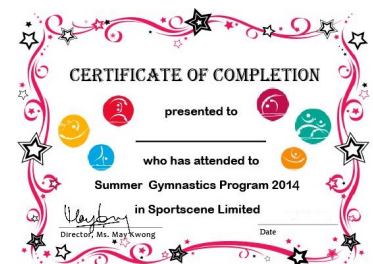 CERTIFICATE OF COMPLETION
presented to
who has attended to
Summer Gymnastics Program 2014
in Sportscene Limited
Director, Ms. May Kwong
Date